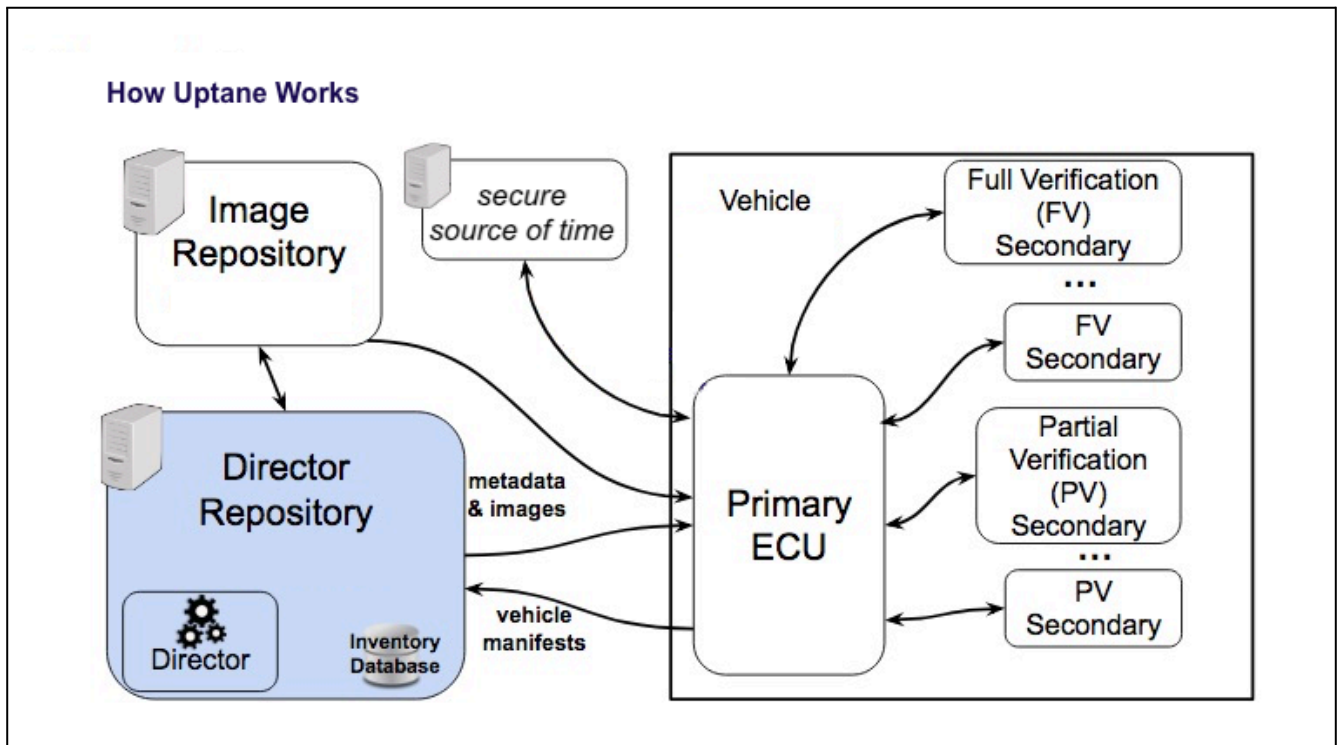 How Uptane Works
Image
Repository
secure
source of time
Vehicle
Full Verification
(FV)
Secondary
...
FV
Secondary
Director
Repository
metadata
& images
Primary
ECU
Partial
Verification
(PV)
Secondary
...
PV
Secondary
vehicle
manifests
Director
Inventory
Database